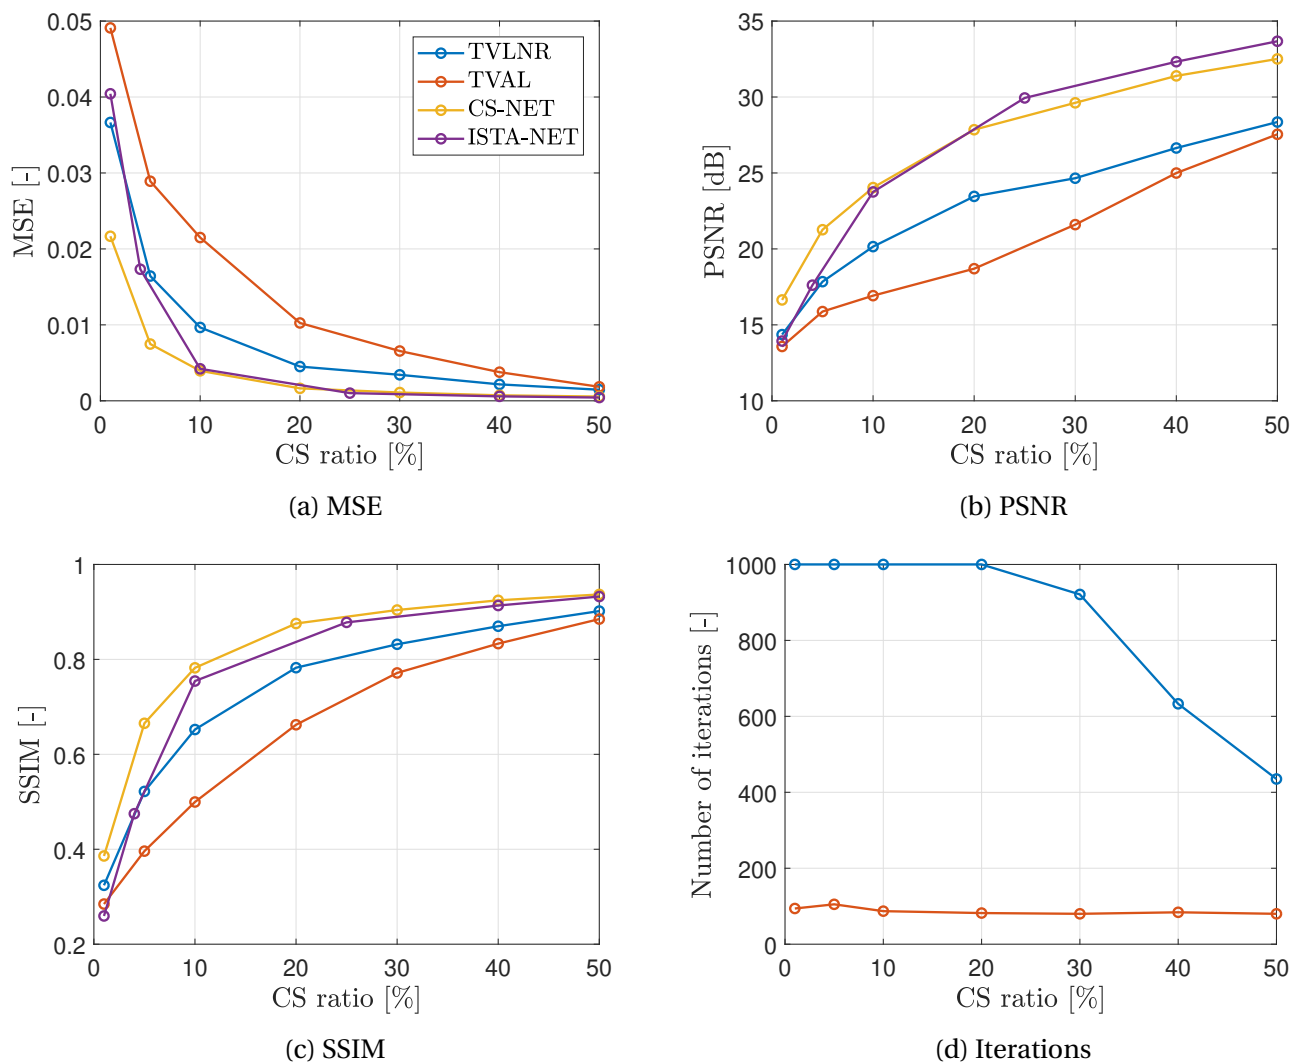 0.05
0.04
0.03
0.02
0.01
0
0 10 20 30 40 50
MSE [-]
CS ratio [%]
TVLNR
TVAL
CS-NET
ISTA-NET
(a) MSE
35
30
25
20
15
10
0 10 20 30 40 50
PSNR [dB]
CS ratio [%]
(b) PSNR
1
0.8
0.6
0.4
0.2
0 10 20 30 40 50
SSIM [-]
CS ratio [%]
(c) SSIM
1000
800
600
400
200
0
0 10 20 30 40 50
Number of iterations [-]
CS ratio [%]
(d) Iterations